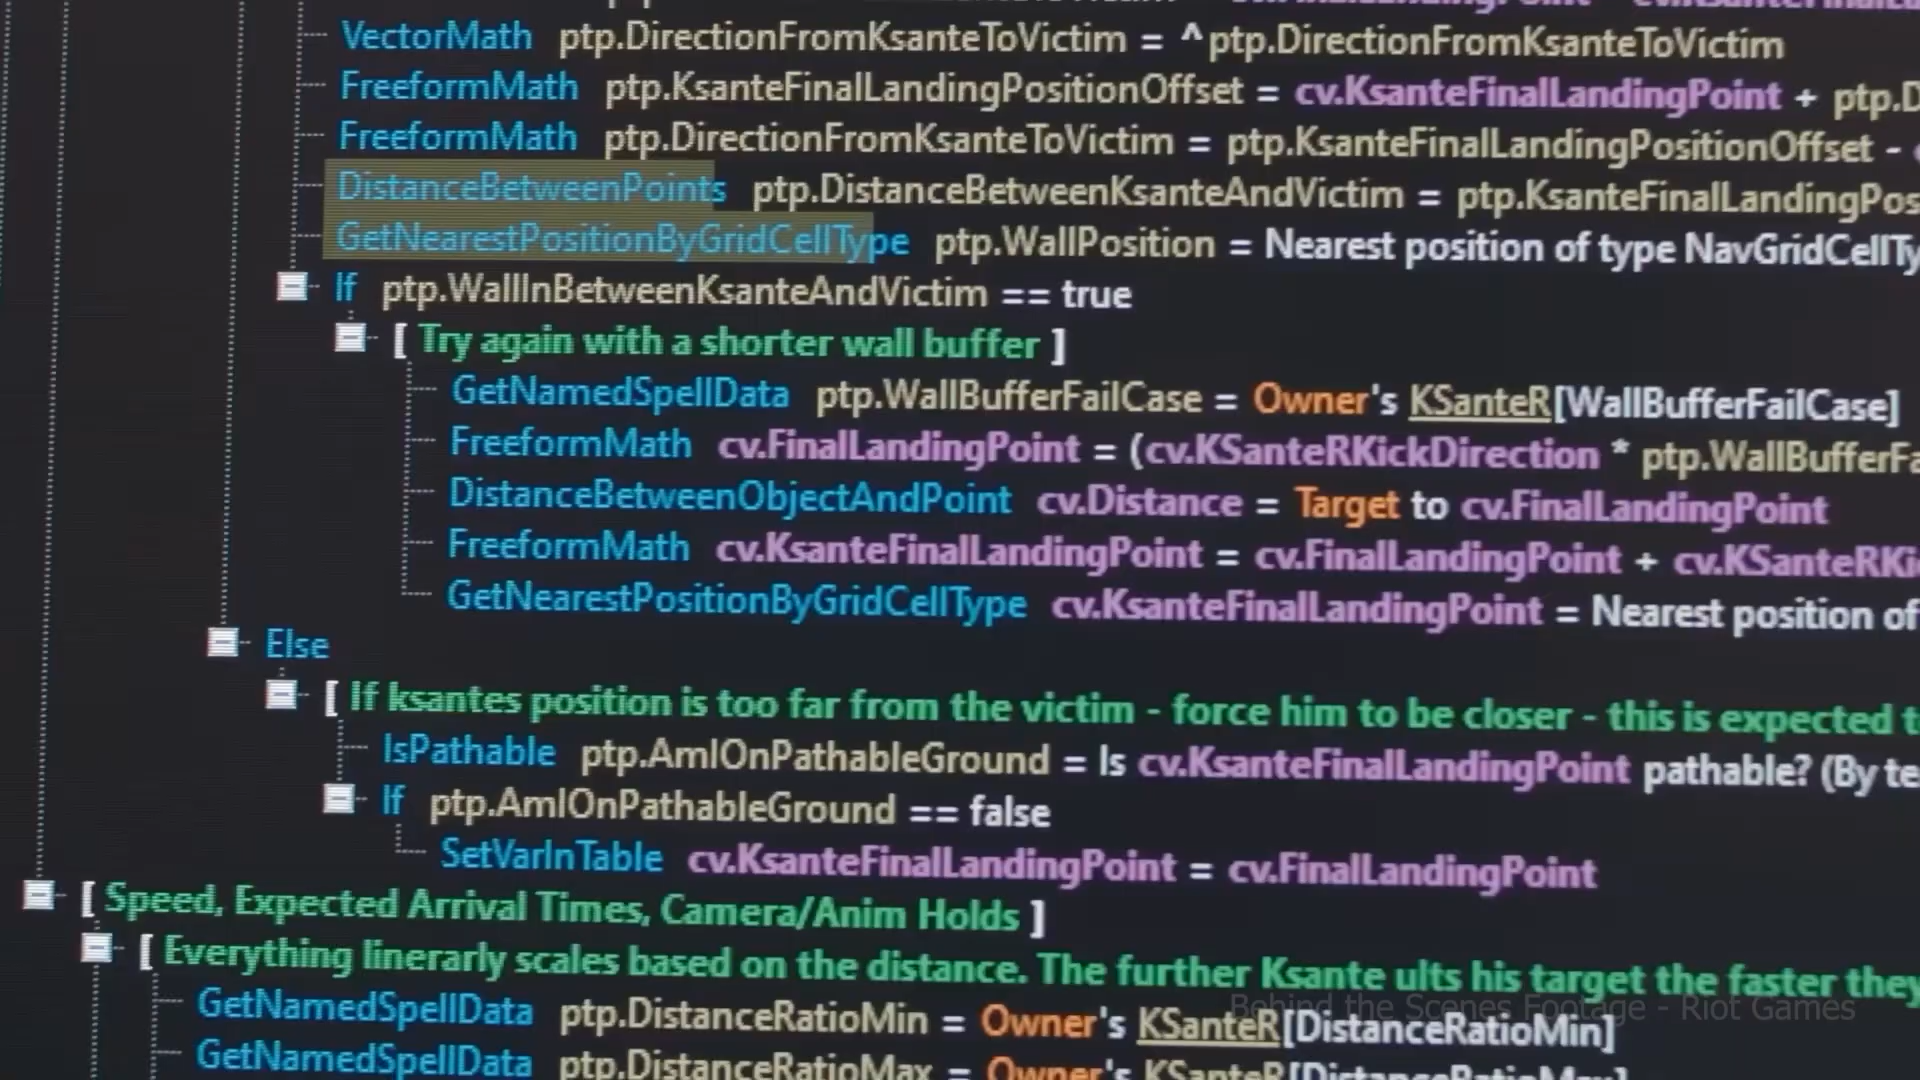 VectorMath ptp.DirectionFromKsanteToVictim = ^ptp.DirectionFromKsanteToVictim
FreeformMath ptp.KsanteFinalLandingPositionOffset = cv.KsanteFinalLandingPoint + ptp.D
FreeformMath ptp.DirectionFromKsanteToVictim = ptp.KsanteFinalLandingPositionOffset -
DistanceBetweenPoints ptp.DistanceBetweenKsanteAndVictim = ptp.KsanteFinalLandingPos
GetNearestPositionByGridCellType ptp.WallPosition = Nearest position of type NavGridCellTy
If ptp.WallInBetweenKsanteAndVictim == true
[ Try again with a shorter wall buffer ]
GetNamedSpellData ptp.WallBufferFailCase = Owner's KSanteR[WallBufferFailCase]
FreeformMath cv.FinalLandingPoint = (cv.KSanteRKickDirection * ptp.WallBufferFa
DistanceBetweenObjectAndPoint cv.Distance = Target to cv.FinalLandingPoint
FreeformMath cv.KsanteFinalLandingPoint = cv.FinalLandingPoint + cv.KSanteRKi
GetNearestPositionByGridCellType cv.KsanteFinalLandingPoint = Nearest position of
Else
[ If ksantes position is too far from the victim - force him to be closer - this is expected t
IsPathable ptp.AmIOnPathableGround = Is cv.KsanteFinalLandingPoint pathable? (By te
If ptp.AmIOnPathableGround == false
SetVarInTable cv.KsanteFinalLandingPoint = cv.FinalLandingPoint
[ Speed, Expected Arrival Times, Camera/Anim Holds ]
[ Everything linerarly scales based on the distance. The further Ksante ults his target the faster they
GetNamedSpellData ptp.DistanceRatioMin = Owner's KSanteR[DistanceRatioMin]
GetNamedSpellData ptp.DistanceRatioMax = Owner's KSanteR[DistanceRatioMax]
Behind the Scenes Footage - Riot Games